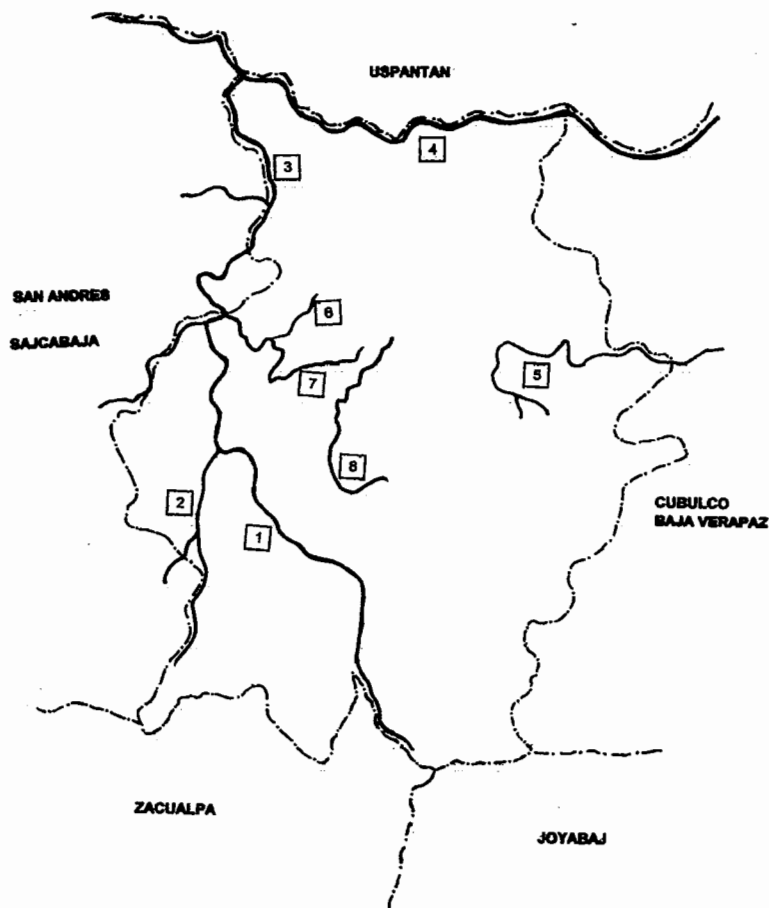 USPANTAN
4
3
SAN ANDRES
SAJCABAJA
6
7
5
8
2
1
CUBULCO
BAJA VERAPAZ
ZACUALPA
JOYABAJ